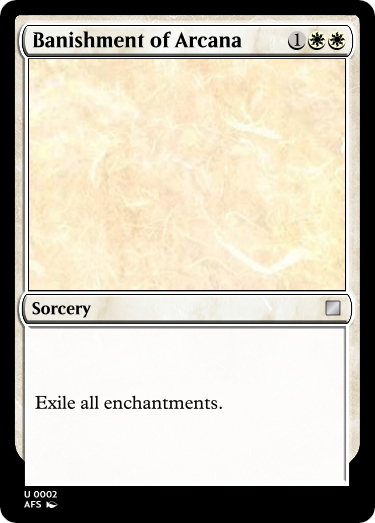 Banishment of Arcana 1
Sorcery
Exile all enchantments.
U 0002
AFS